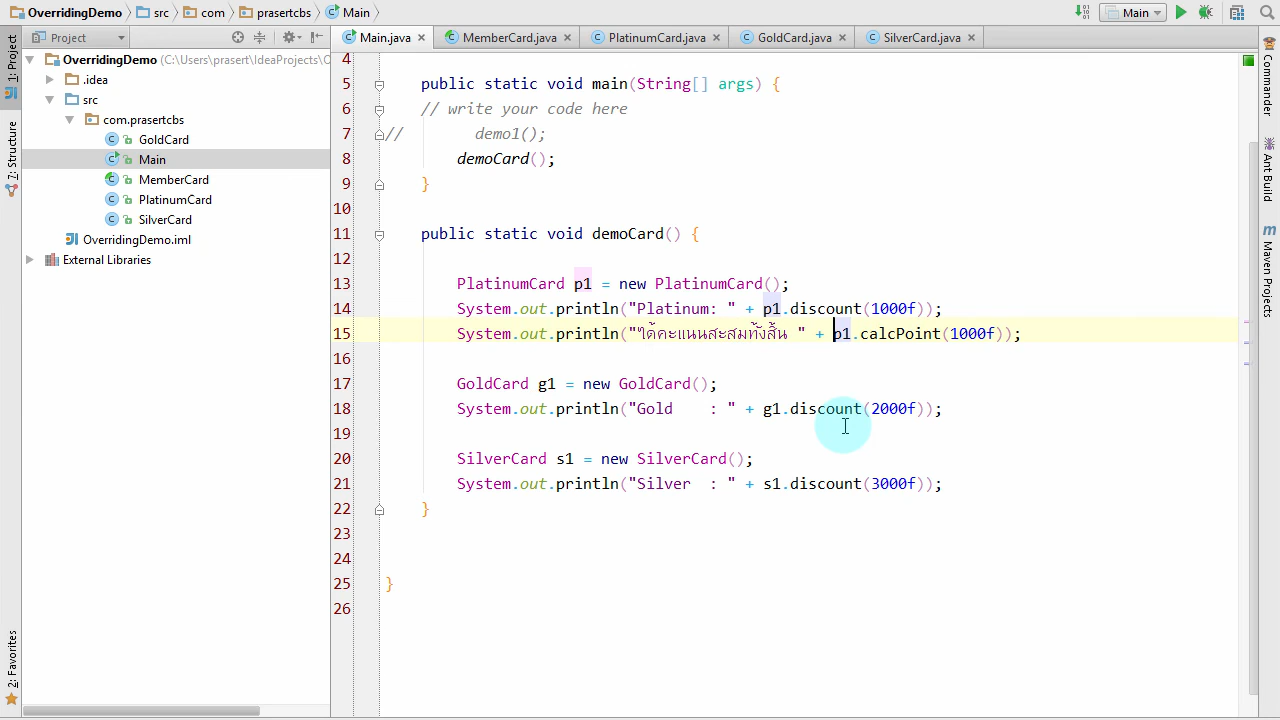 OverridingDemo src com prasertcbs Main
Main
Project
Main.java MemberCard.java PlatinumCard.java GoldCard.java SilverCard.java
1: Project
7: Structure
2: Favorites
Commander
Ant Build
Maven Projects
OverridingDemo (C:\Users\prasert\IdeaProjects\O
.idea
src
com.prasertcbs
GoldCard
Main
MemberCard
PlatinumCard
SilverCard
OverridingDemo.iml
External Libraries
4
5 public static void main(String[] args) {
6 // write your code here
7 // demo1();
8 demoCard();
9 }
10
11 public static void demoCard() {
12
13 PlatinumCard p1 = new PlatinumCard();
14 System.out.println("Platinum: " + p1.discount(1000f));
15 System.out.println("ได้คะแนนสะสมทั้งสิ้น " + p1.calcPoint(1000f));
16
17 GoldCard g1 = new GoldCard();
18 System.out.println("Gold    : " + g1.discount(2000f));
19
20 SilverCard s1 = new SilverCard();
21 System.out.println("Silver  : " + s1.discount(3000f));
22 }
23
24
25 }
26